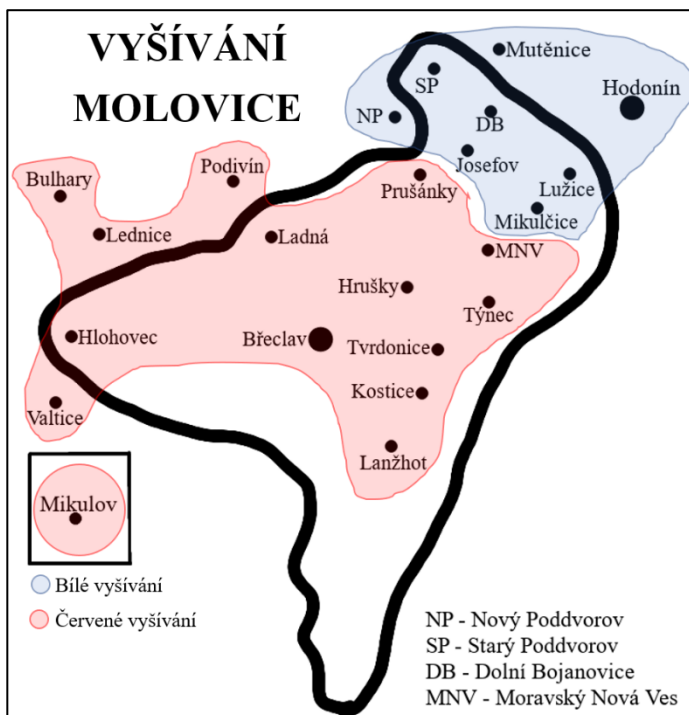 VYŠÍVÁNÍ
MOLOVICE
Mutěnice
SP
Hodonín
NP
DB
Josefov
Podivín
Bulhary
Prušánky
Lužice
Mikulčice
Lednice
Ladná
MNV
Hrušky
Týnec
Hlohovec
Břeclav
Tvrdonice
Kostice
Valtice
Lanžhot
Mikulov
Bílé vyšívání
Červené vyšívání
NP - Nový Poddvorov
SP - Starý Poddvorov
DB - Dolní Bojanovice
MNV - Moravský Nová Ves